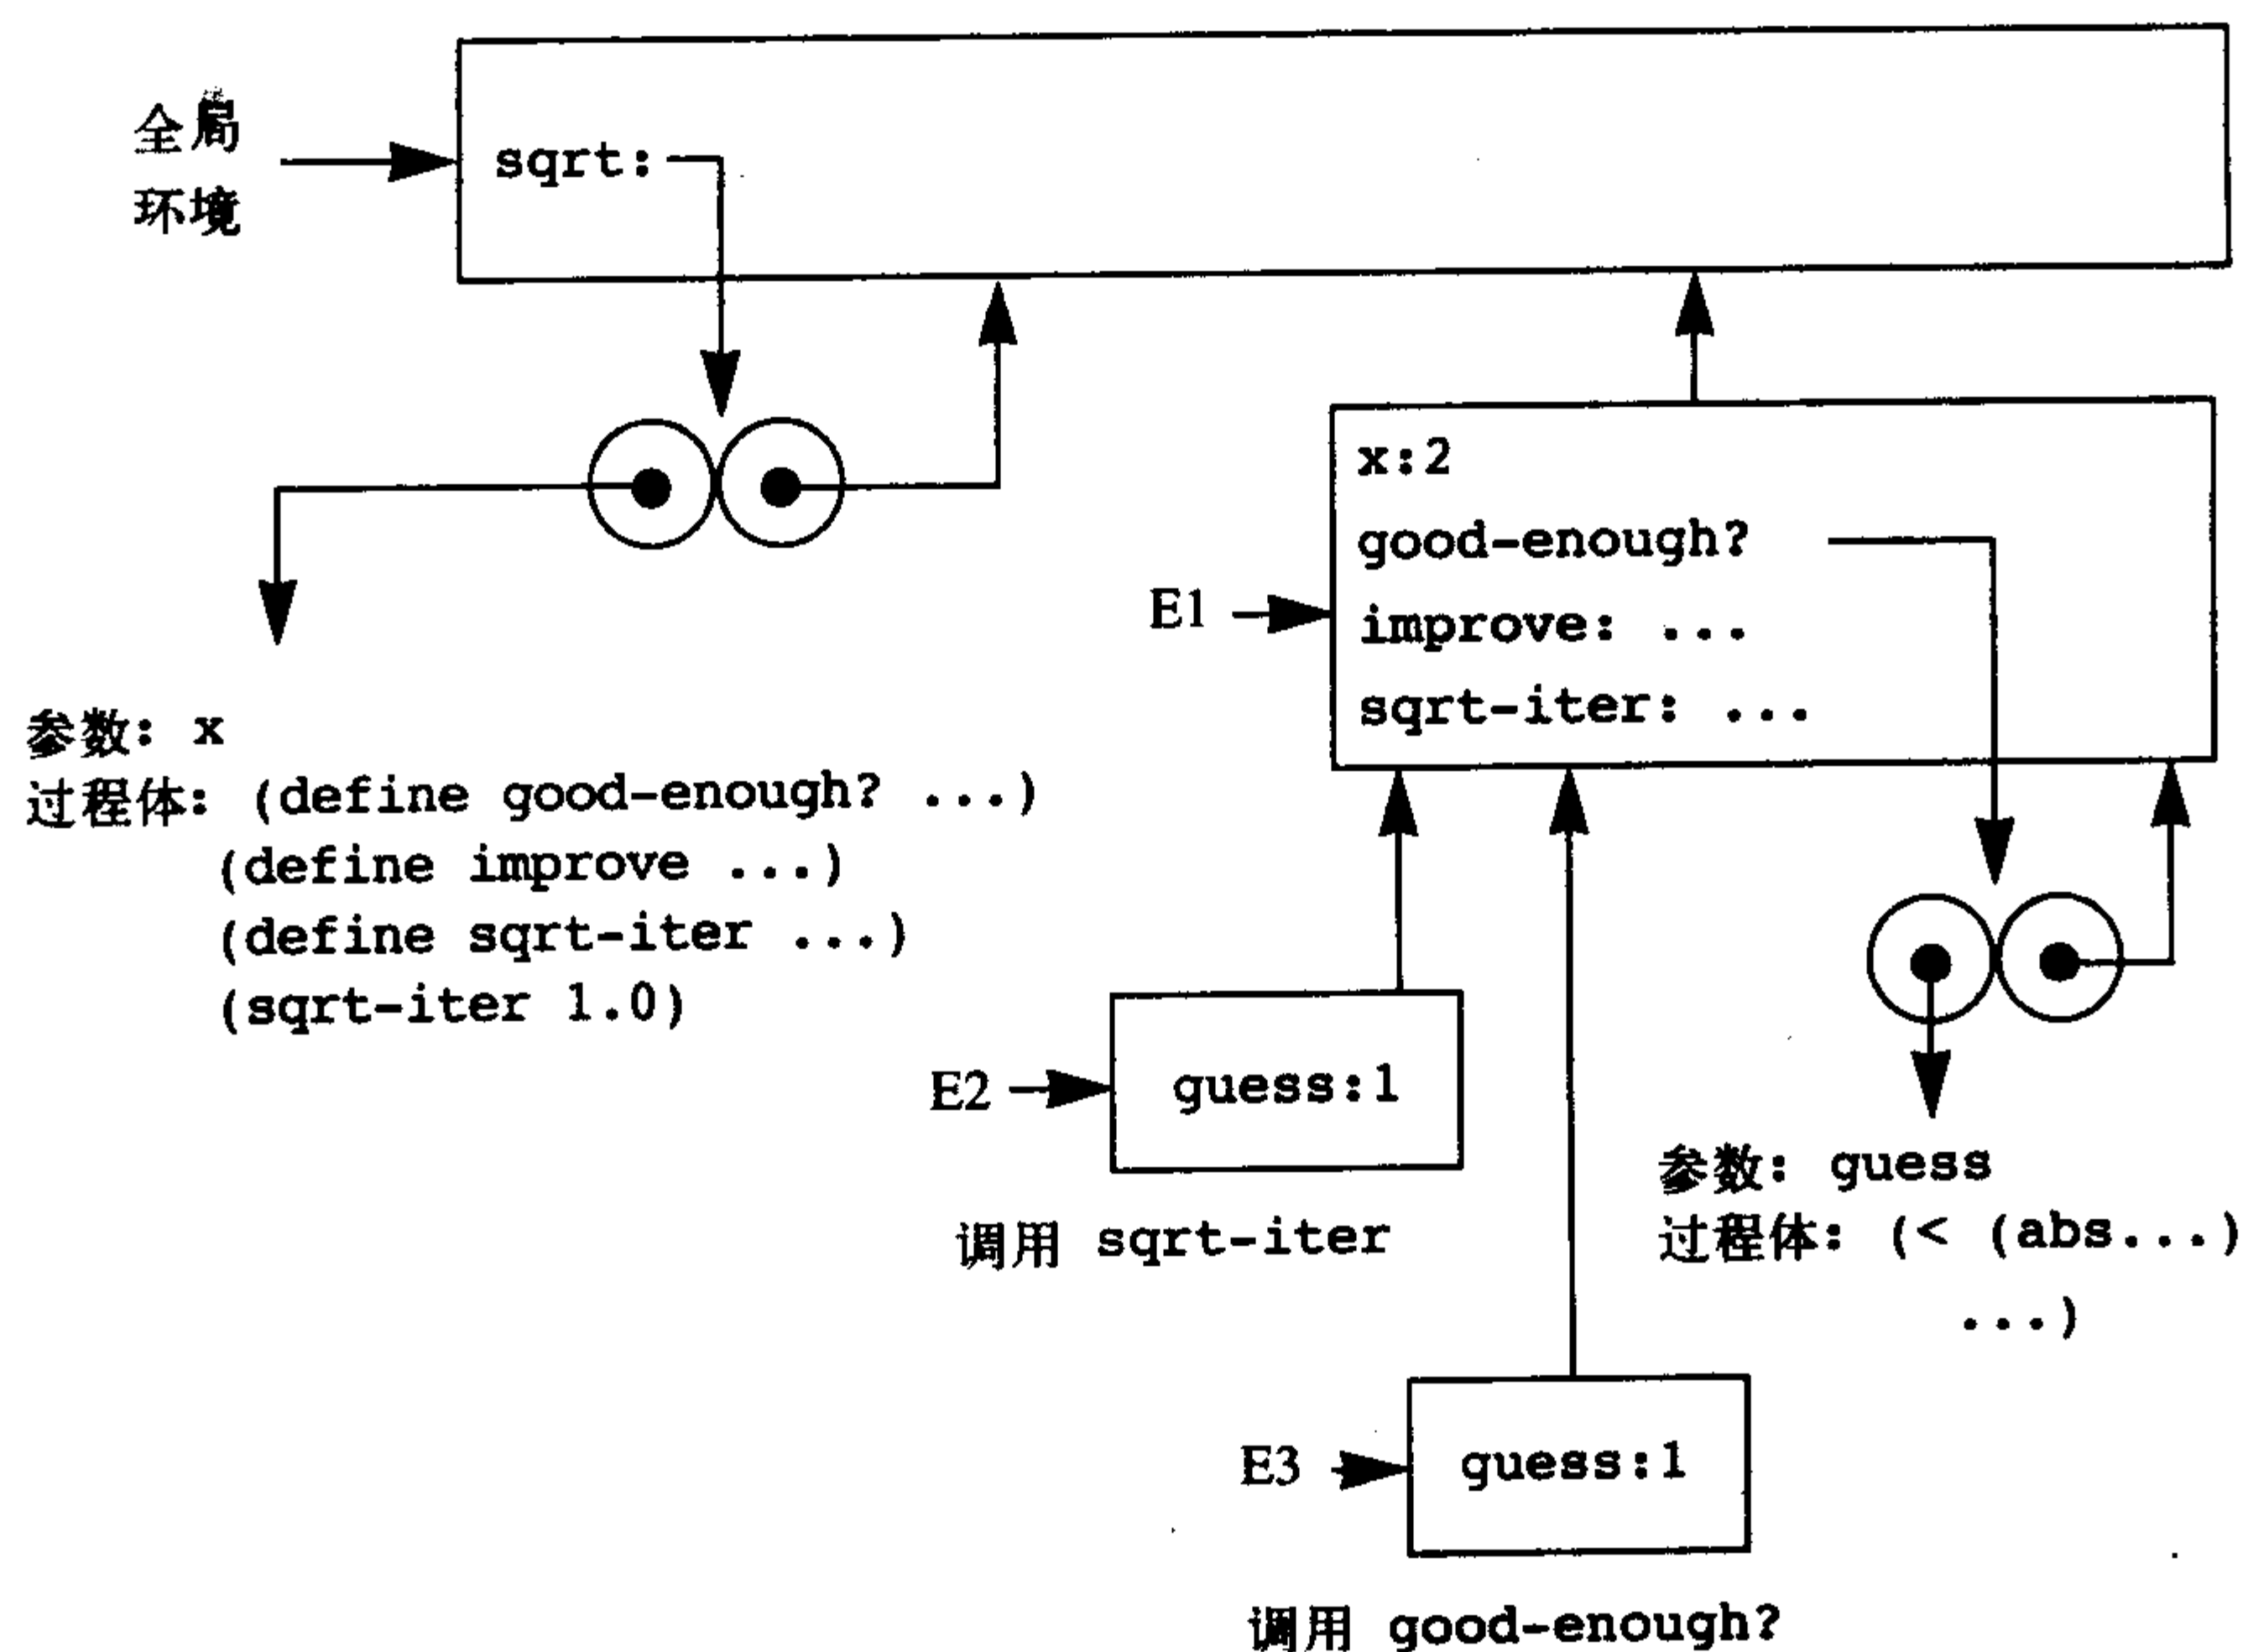 全局
环境
sqrt:
x:2
good-enough?
E1
improve: ...
sqrt-iter: ...
参数: x
过程体: (define good-enough? ...)
(define improve ...)
(define sqrt-iter ...)
(sqrt-iter 1.0)
E2
guess:1
调用 sqrt-iter
参数: guess
过程体: (< (abs...)
...)
E3
guess:1
调用 good-enough?